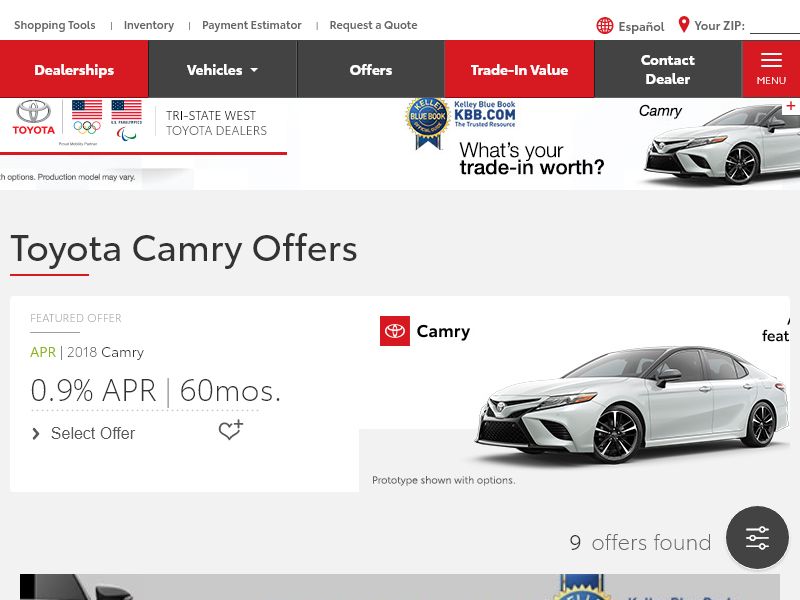 Shopping Tools
Inventory
Payment Estimator
Request a Quote
Español
Your ZIP:
Dealerships
Vehicles
Offers
Trade-In Value
Contact
Dealer
MENU
TOYOTA
U.S. PARALYMPICS
TRI-STATE WEST
TOYOTA DEALERS
KELLEY
BLUE BOOK
OFFICIAL GUIDE
Kelley Blue Book
KBB.COM
The Trusted Resource
What's your
trade-in worth?
Camry
+
h options. Production model may vary.
Toyota Camry Offers
FEATURED OFFER
APR | 2018 Camry
0.9% APR | 60mos.
Select Offer
Camry
feat
Prototype shown with options.
9 offers found